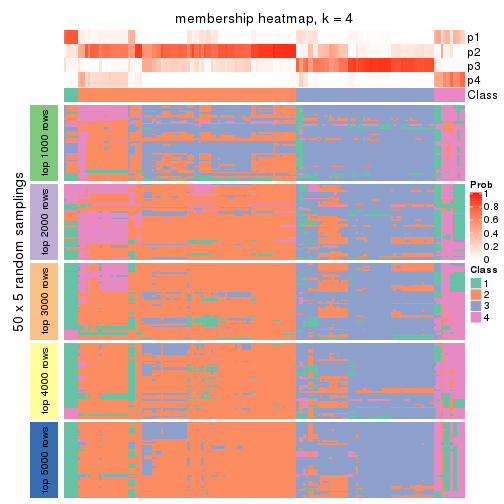 membership heatmap, k = 4
p1
p2
p3
p4
Class
50 x 5 random samplings
top 1000 rows
top 2000 rows
top 3000 rows
top 4000 rows
top 5000 rows
Prob
1
0.8
0.6
0.4
0.2
0
Class
1
2
3
4